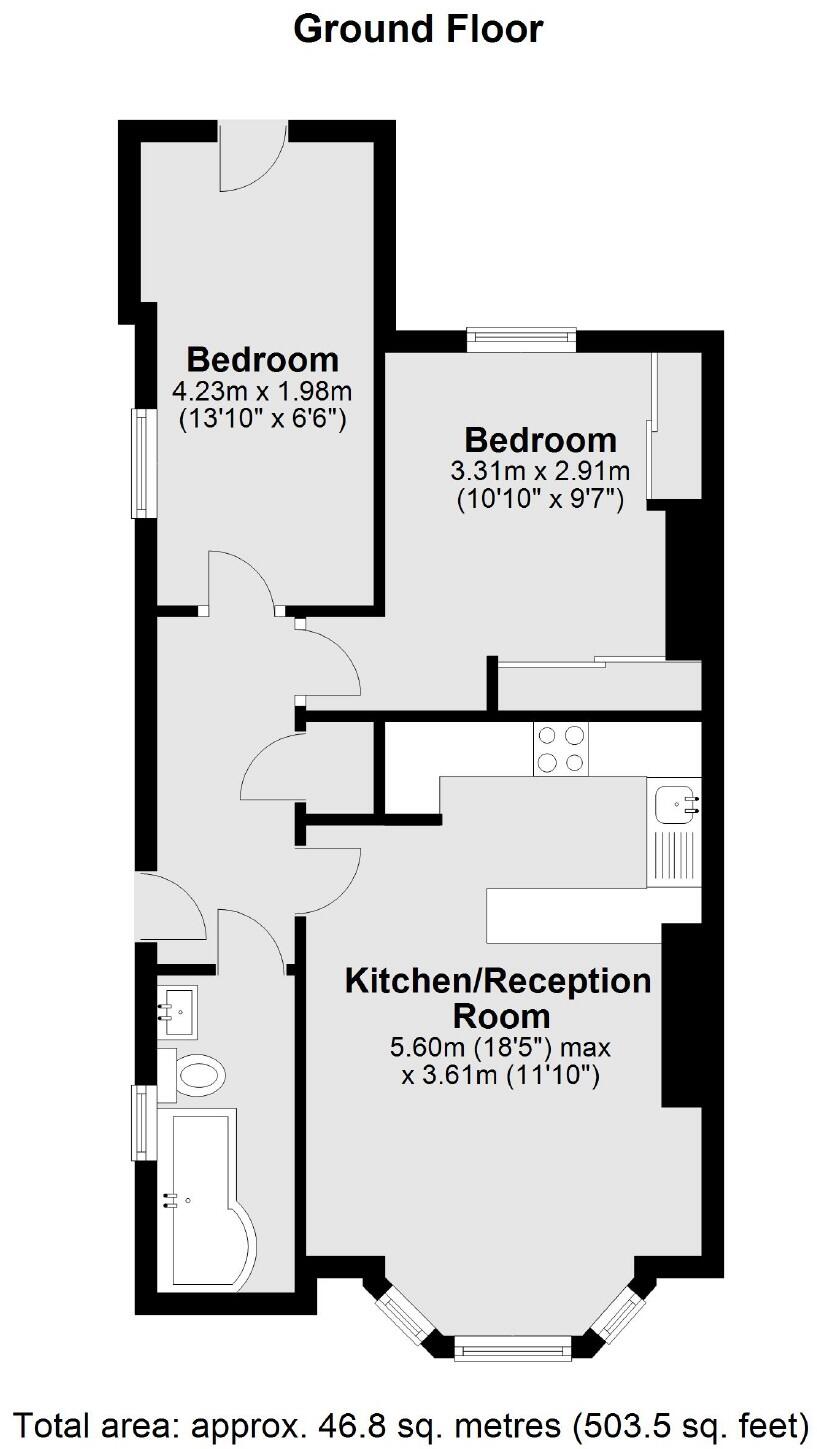 Ground Floor
Bedroom
4.23m x 1.98m
(13'10" x 6'6")
Bedroom
3.31m x 2.91m
(10'10" x 9'7")
Kitchen/Reception
Room
5.60m (18'5") max
x 3.61m (11'10")
Total area: approx. 46.8 sq. metres (503.5 sq. feet)